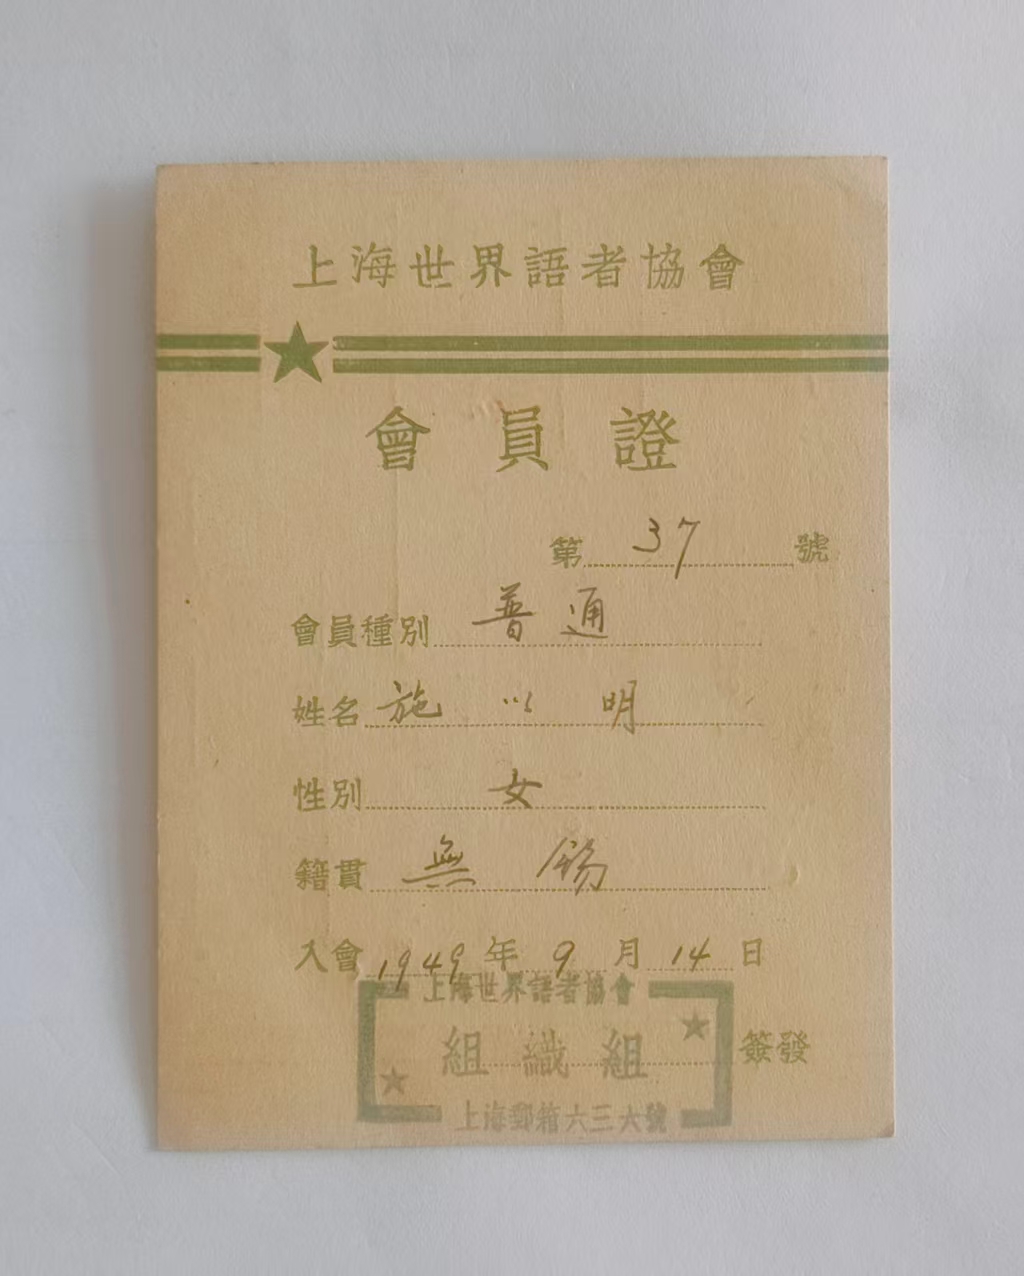 上海世界語者協會
會員證
第 37 號
會員種別 普通
姓名 施以明
性別 女
籍貫 無錫
入會 1949 年 9 月 14 日
上海世界語者協會
組織組 簽發
上海郵箱六三六號